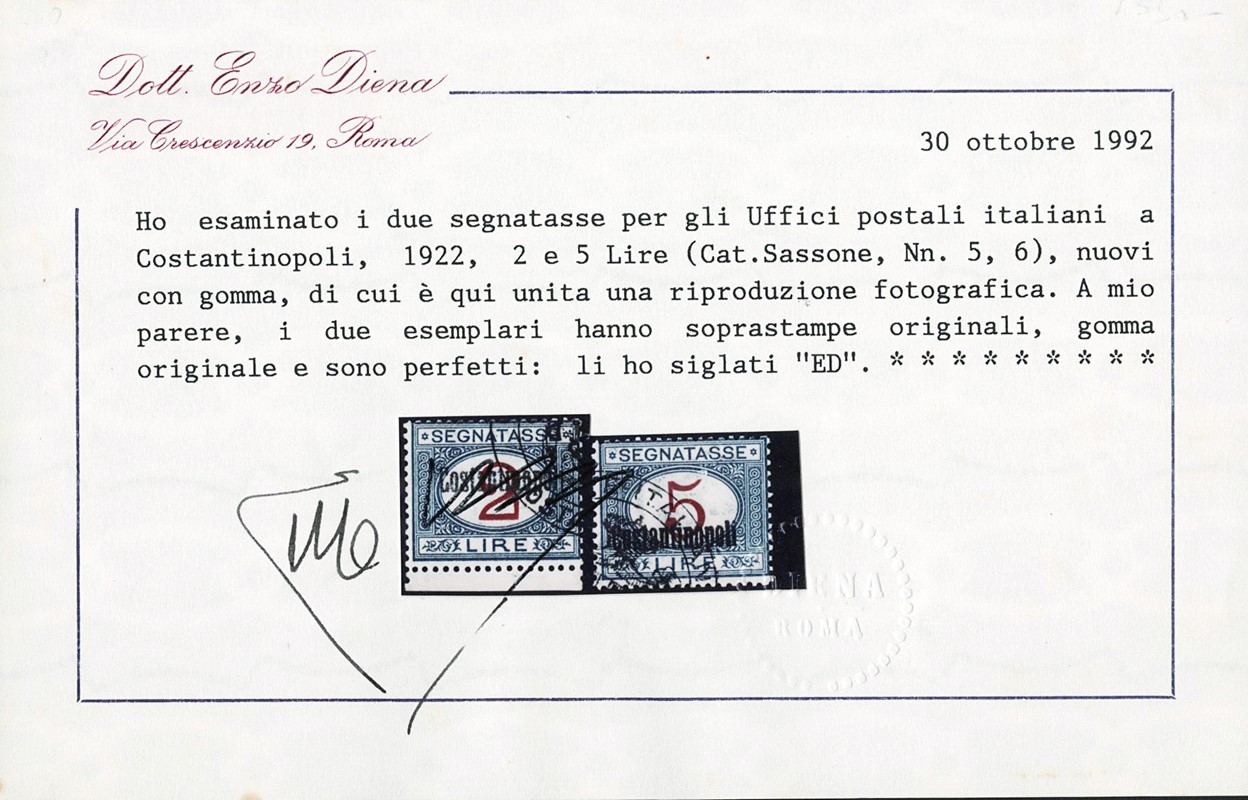 Dott. Enzo Diena
Via Crescenzio 19, Roma
30 ottobre 1992
Ho esaminato i due segnatasse per gli Uffici postali italiani a
Costantinopoli, 1922, 2 e 5 Lire (Cat.Sassone, Nn. 5, 6), nuovi
con gomma, di cui è qui unita una riproduzione fotografica. A mio
parere, i due esemplari hanno soprastampe originali, gomma
originale e sono perfetti: li ho siglati "ED". * * * * * * * * *
SEGNATASSE
Costantinopoli
2
LIRE
SEGNATASSE
5
Costantinopoli
LIRE
DIENA
ROMA